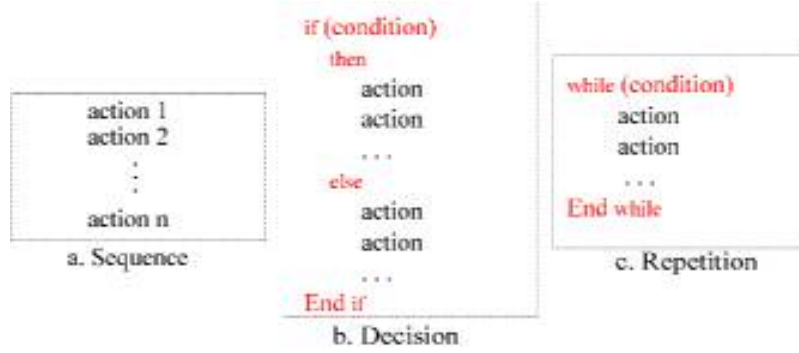 action 1
action 2
⋮
action n
a. Sequence
if (condition)
then
action
action
...
else
action
action
...
End if
b. Decision
while (condition)
action
action
...
End while
c. Repetition